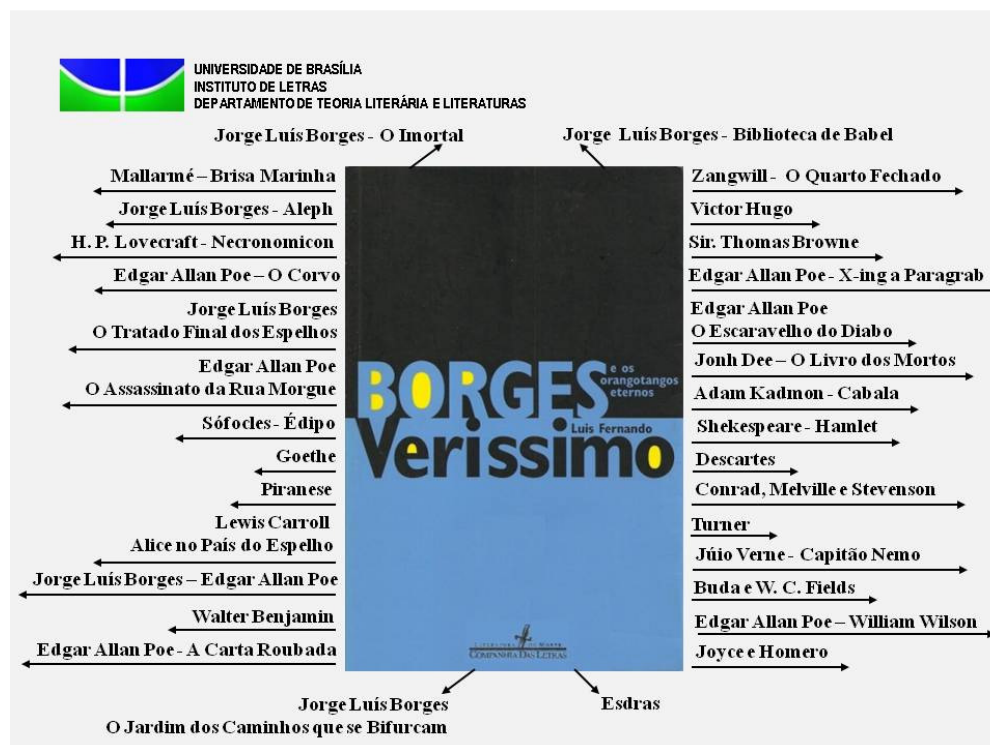 UNIVERSIDADE DE BRASÍLIA
INSTITUTO DE LETRAS
DEPARTAMENTO DE TEORIA LITERÁRIA E LITERATURAS
Jorge Luís Borges - O Imortal
Jorge Luís Borges - Biblioteca de Babel
Mallarmé – Brisa Marinha
Jorge Luís Borges - Aleph
H. P. Lovecraft - Necronomicon
Edgar Allan Poe – O Corvo
Jorge Luís Borges
O Tratado Final dos Espelhos
Edgar Allan Poe
O Assassinato da Rua Morgue
Sófocles - Édipo
Goethe
Piranese
Lewis Carroll
Alice no País do Espelho
Jorge Luís Borges – Edgar Allan Poe
Walter Benjamin
Edgar Allan Poe - A Carta Roubada
BORGES
e os
orangotangos
eternos
Luis Fernando
Verissimo
LITERATURA OU MORTE
COMPANHIA DAS LETRAS
Zangwill - O Quarto Fechado
Victor Hugo
Sir. Thomas Browne
Edgar Allan Poe - X-ing a Paragrab
Edgar Allan Poe
O Escaravelho do Diabo
Jonh Dee – O Livro dos Mortos
Adam Kadmon - Cabala
Shekespeare - Hamlet
Descartes
Conrad, Melville e Stevenson
Turner
Júio Verne - Capitão Nemo
Buda e W. C. Fields
Edgar Allan Poe – William Wilson
Joyce e Homero
Jorge Luís Borges
O Jardim dos Caminhos que se Bifurcam
Esdras